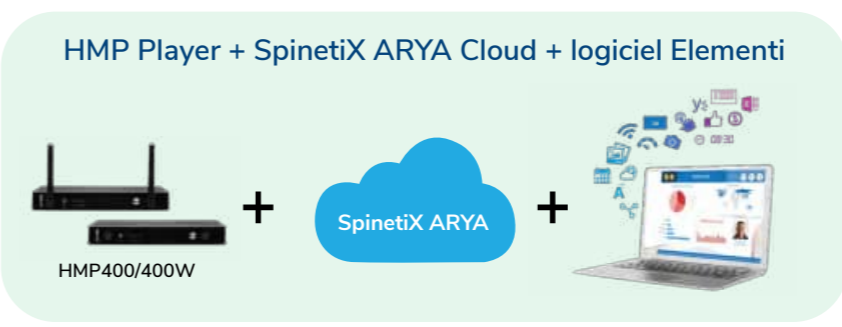 HMP Player + SpinetiX ARYA Cloud + logiciel Elementi
+
SpinetiX ARYA
+
HMP400/400W